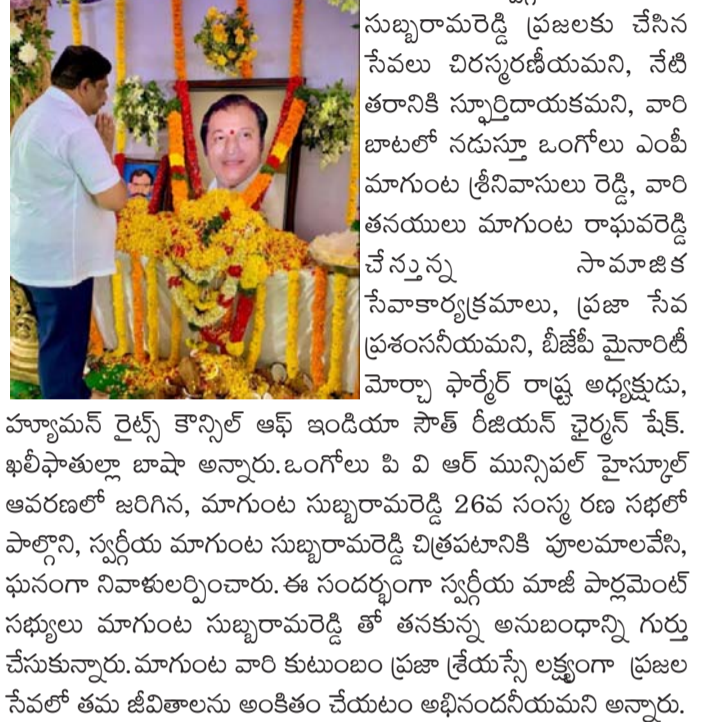 సుబ్బరామరెడ్డి ప్రజలకు చేసిన
సేవలు చిరస్మరణీయమని, నేటి
తరానికి స్ఫూర్తిదాయకమని, వారి
బాటలో నడుస్తూ ఒంగోలు ఎంపీ
మాగుంట శ్రీనివాసులు రెడ్డి, వారి
తనయులు మాగుంట రాఘవరెడ్డి
చేస్తున్న సామాజిక
సేవాకార్యక్రమాలు, ప్రజా సేవ
ప్రశంసనీయమని, బీజేపీ మైనారిటీ
మోర్చా ఫార్మేర్ రాష్ట్ర అధ్యక్షుడు,
హ్యూమన్ రైట్స్ కౌన్సిల్ ఆఫ్ ఇండియా సౌత్ రీజియన్ ఛైర్మన్ షేక్.
ఖలీఫాతుల్లా బాషా అన్నారు.ఒంగోలు పి వి ఆర్ మున్సిపల్ హైస్కూల్
ఆవరణలో జరిగిన, మాగుంట సుబ్బరామరెడ్డి 26వ సంస్మ రణ సభలో
పాల్గొని, స్వర్గీయ మాగుంట సుబ్బరామరెడ్డి చిత్రపటానికి పూలమాలవేసి,
ఘనంగా నివాళులర్పించారు.ఈ సందర్భంగా స్వర్గీయ మాజీ పార్లమెంట్
సభ్యులు మాగుంట సుబ్బరామరెడ్డి తో తనకున్న అనుబంధాన్ని గుర్తు
చేసుకున్నారు.మాగుంట వారి కుటుంబం ప్రజా శ్రేయస్సే లక్ష్యంగా ప్రజల
సేవలో తమ జీవితాలను అంకితం చేయటం అభినందనీయమని అన్నారు.